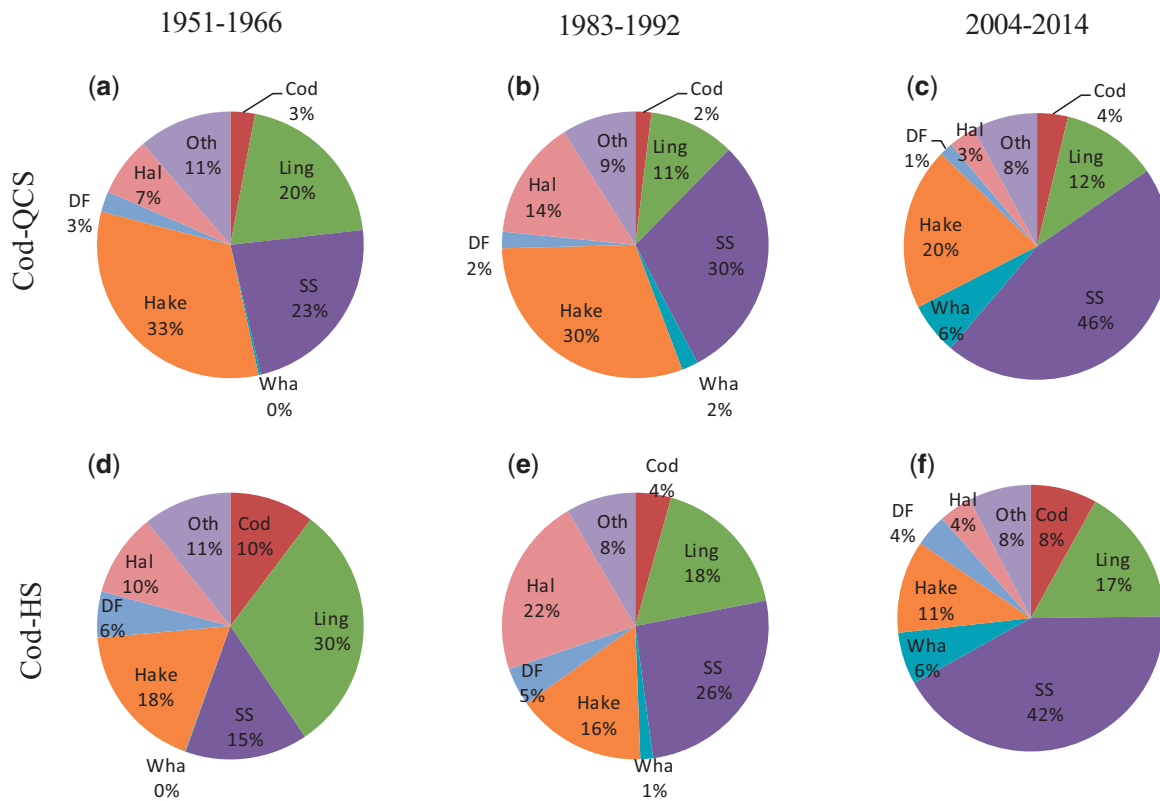 1951-1966
1983-1992
2004-2014
Cod-QCS
(a)
Cod
3%
Ling
20%
SS
23%
Wha
0%
Hake
33%
DF
3%
Hal
7%
Oth
11%
(b)
Cod
2%
Ling
11%
SS
30%
Wha
2%
Hake
30%
DF
2%
Hal
14%
Oth
9%
(c)
Cod
4%
Ling
12%
SS
46%
Wha
6%
Hake
20%
DF
1%
Hal
3%
Oth
8%
Cod-HS
(d)
Cod
10%
Ling
30%
SS
15%
Wha
0%
Hake
18%
DF
6%
Hal
10%
Oth
11%
(e)
Cod
4%
Ling
18%
SS
26%
Wha
1%
Hake
16%
DF
5%
Hal
22%
Oth
8%
(f)
Cod
8%
Ling
17%
SS
42%
Wha
6%
Hake
11%
DF
4%
Hal
4%
Oth
8%